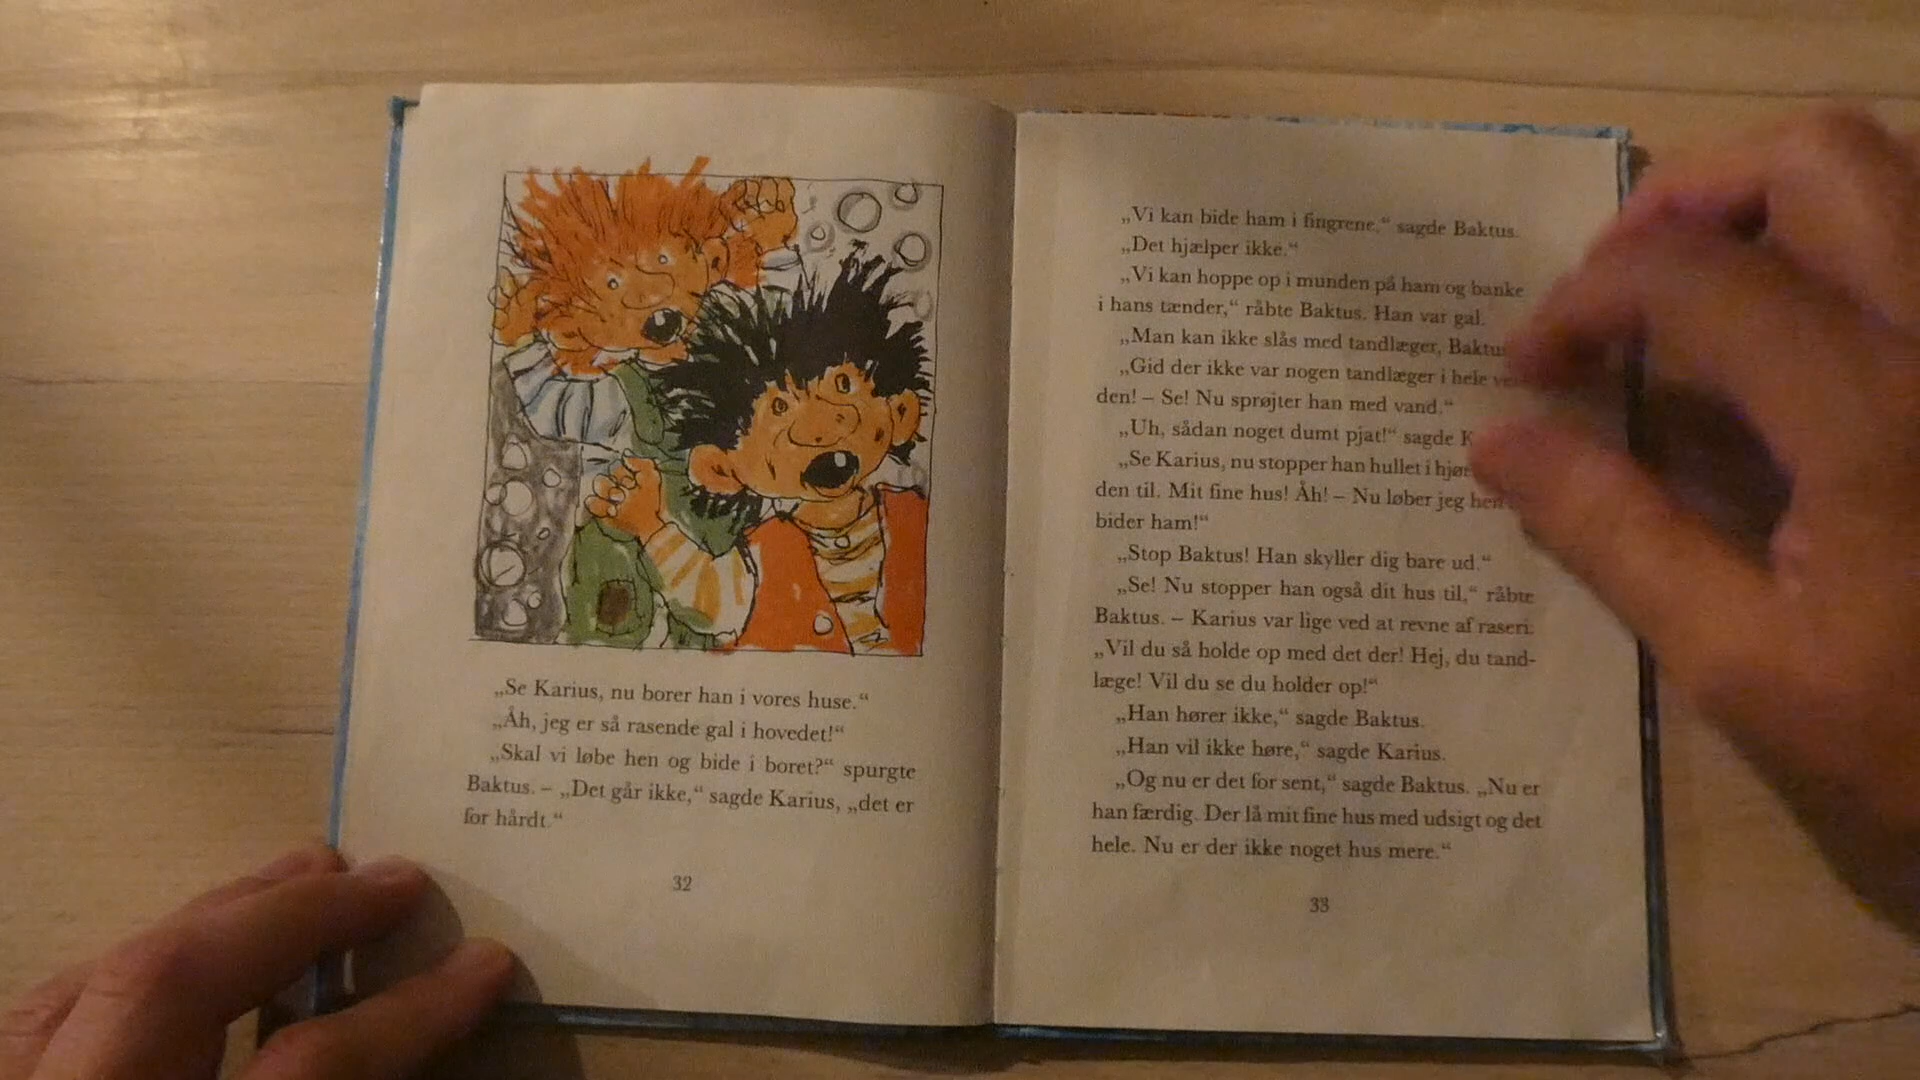 „Se Karius, nu borer han i vores huse.“
„Åh, jeg er så rasende gal i hovedet!“
„Skal vi løbe hen og bide i boret?“ spurgte
Baktus. – „Det går ikke,“ sagde Karius, „det er
for hårdt.“
32
„Vi kan bide ham i fingrene,“ sagde Baktus.
„Det hjælper ikke.“
„Vi kan hoppe op i munden på ham og banke
i hans tænder,“ råbte Baktus. Han var gal.
„Man kan ikke slås med tandlæger,
„Gid der ikke var nogen tandlæger i hele
den! – Se! Nu sprøjter han med vand.“
„Uh, sådan noget dumt pjat!“ sagde
„Se Karius, nu stopper han hullet i
den til. Mit fine hus! Åh! – Nu løber jeg hen
bider ham!“
„Stop Baktus! Han skyller dig bare ud.“
„Se! Nu stopper han også dit hus til,“ råbte
Baktus. – Karius var lige ved at revne af raseri.
„Vil du så holde op med det der! Hej, du tand-
læge! Vil du se du holder op!“
„Han hører ikke,“ sagde Baktus.
„Han vil ikke høre,“ sagde Karius.
„Og nu er det for sent,“ sagde Baktus. „Nu er
han færdig. Der lå mit fine hus med udsigt og det
hele. Nu er der ikke noget hus mere.“
33